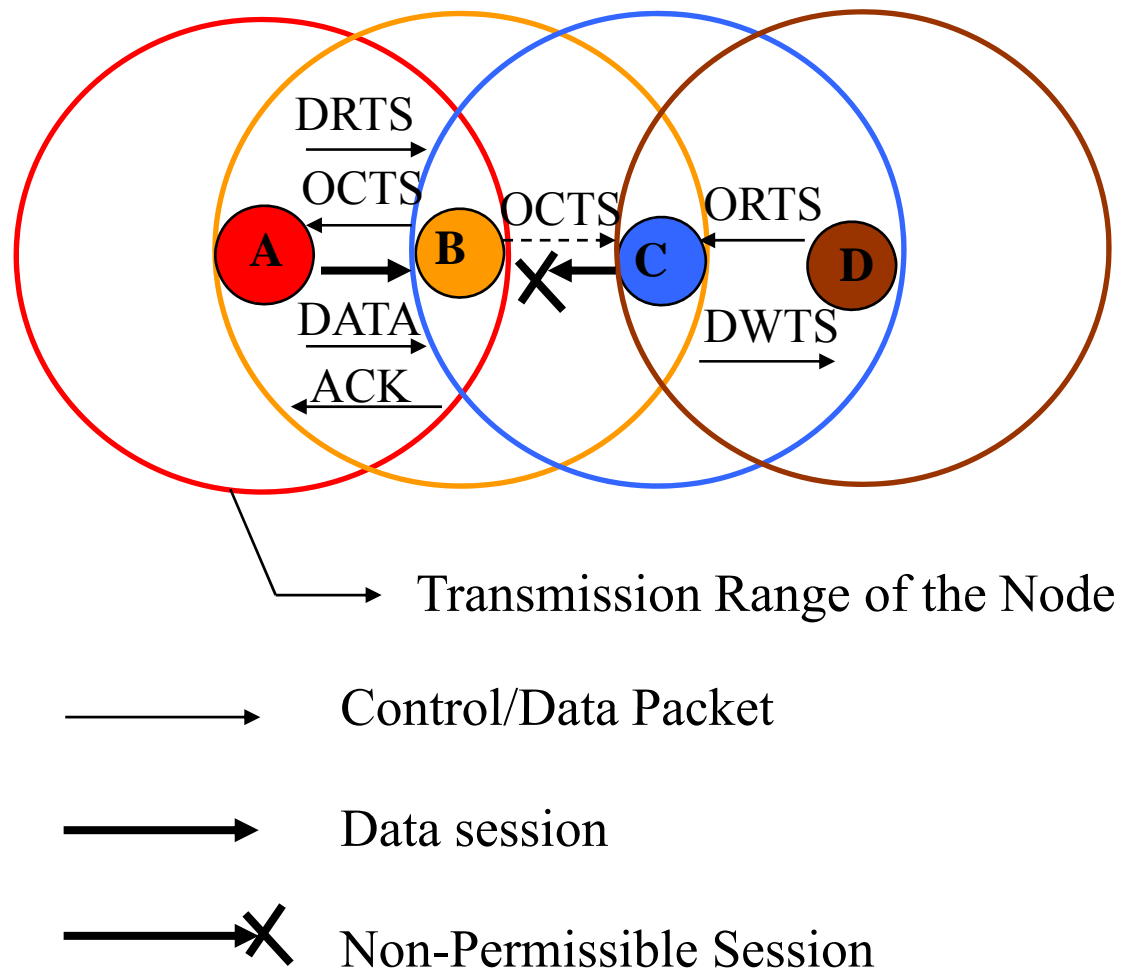 DRTS
OCTS
OCTS
ORTS
A
B
C
D
DATA
DWTS
ACK
Transmission Range of the Node
Control/Data Packet
Data session
Non-Permissible Session